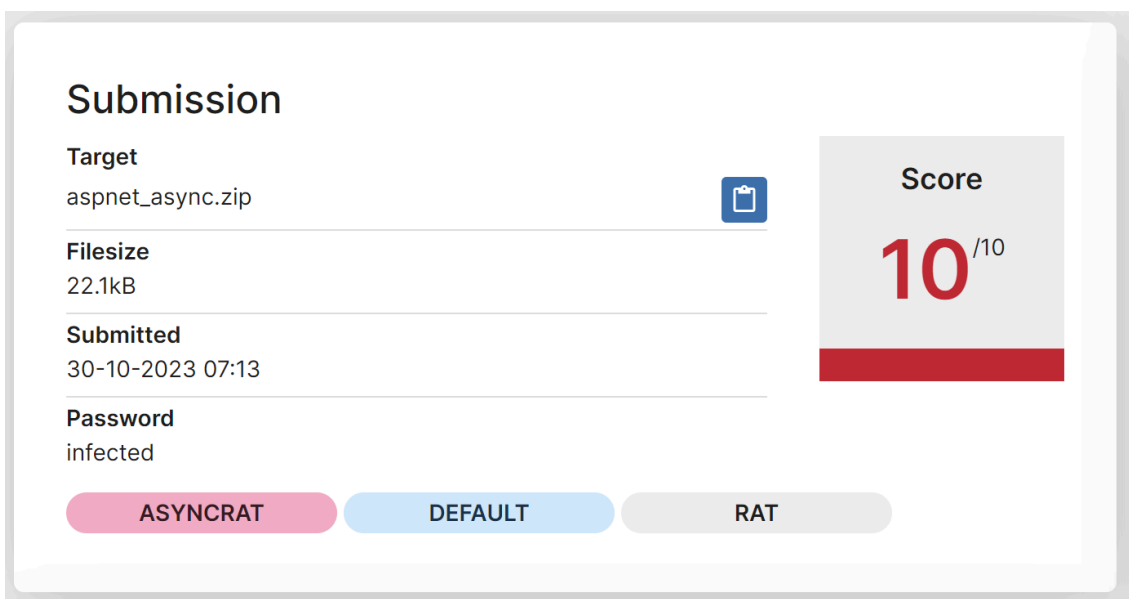 Submission
Target
aspnet_async.zip
Filesize
22.1kB
Submitted
30-10-2023 07:13
Password
infected
ASYNCRAT DEFAULT RAT
Score
10/10